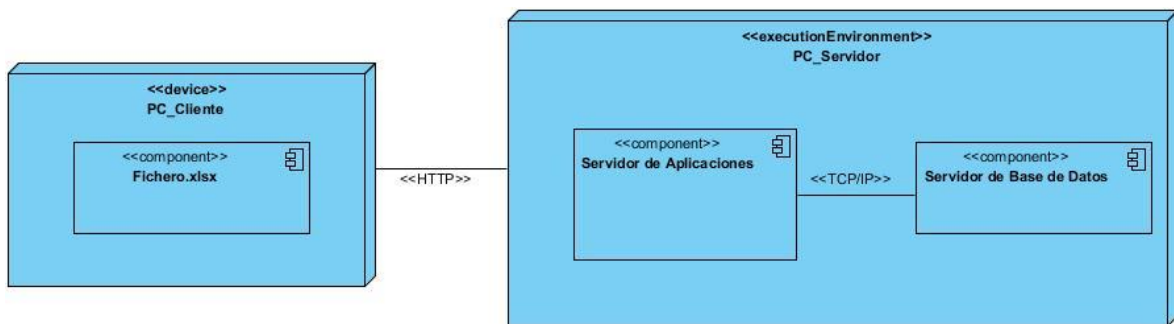 <<device>>
PC_Cliente
<<component>>
Fichero.xlsx
<<HTTP>>
<<executionEnvironment>>
PC_Servidor
<<component>>
Servidor de Aplicaciones
<<TCP/IP>>
<<component>>
Servidor de Base de Datos